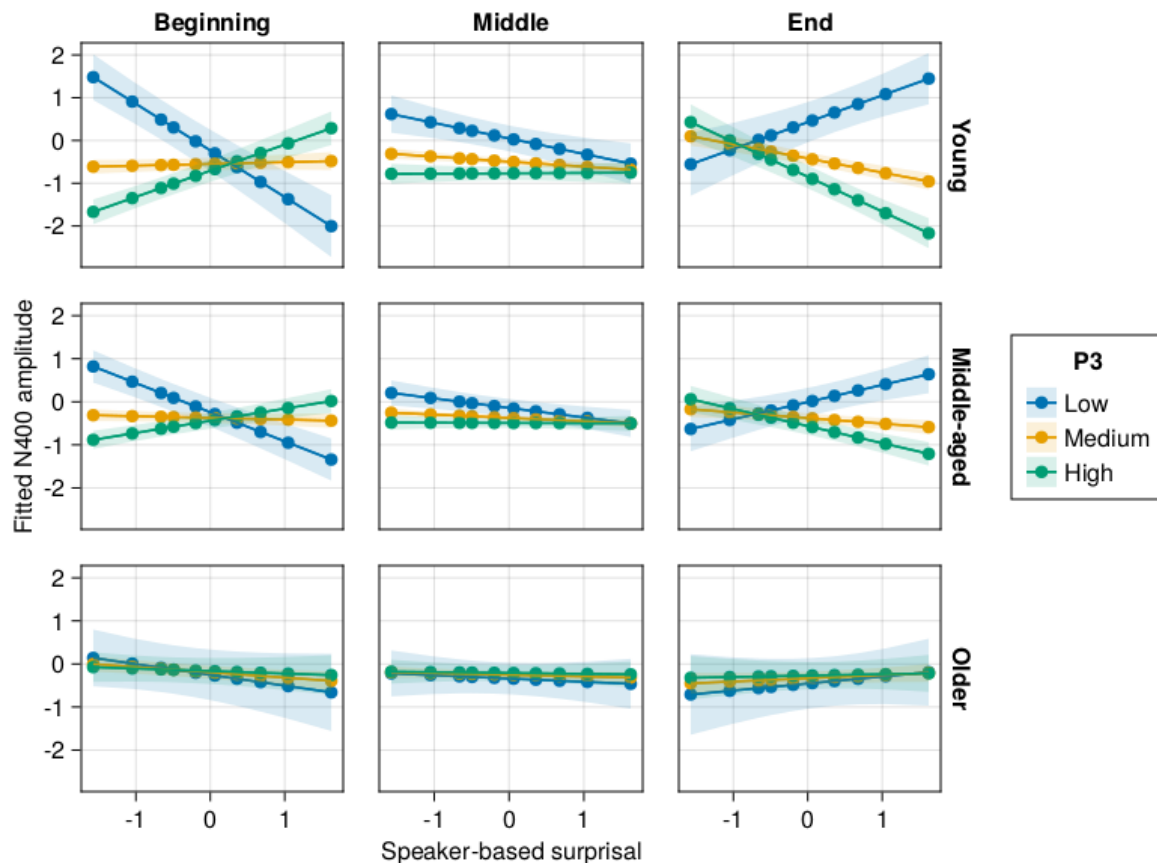 Beginning Middle End
2
1
0
-1
-2
Young
2
1
0
-1
-2
Middle-aged
2
1
0
-1
-2
Older
Fitted N400 amplitude
-1 0 1 -1 0 1 -1 0 1
Speaker-based surprisal
P3
Low
Medium
High